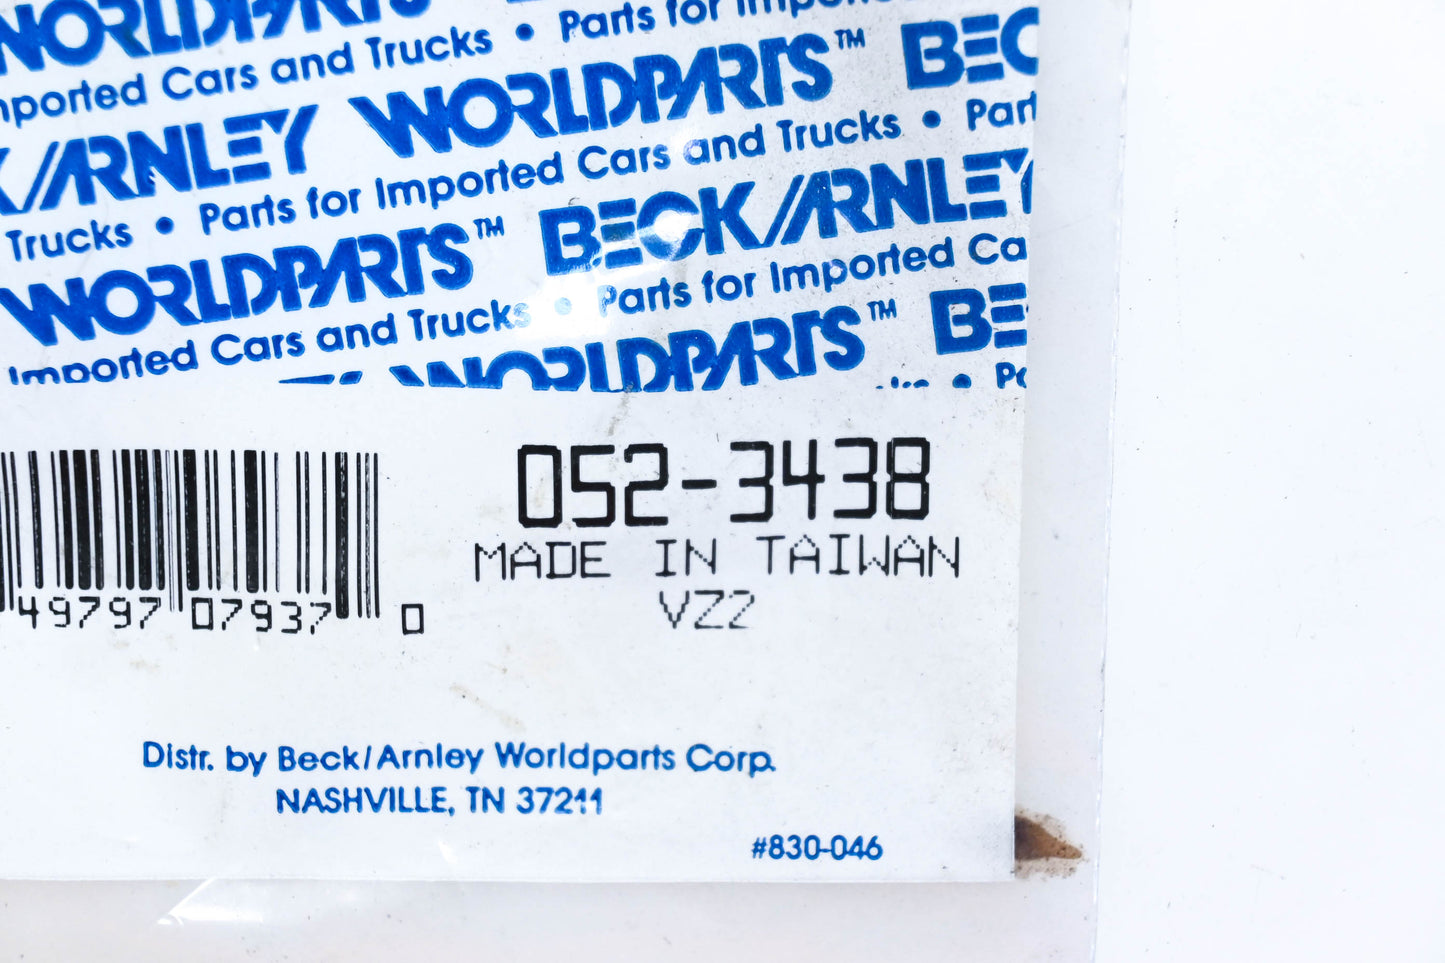 WORLDPARTS
Imported Cars and Trucks • Parts for Imported
K/ARNLEY WORLDPARTS™ BEC
Trucks • Parts for Imported Cars and Trucks • Part
WORLDPARTS™ BECK/ARNLEY
Imported Cars and Trucks • Parts for Imported Ca
WORLDPARTS™ BE
• Pa
052-3438
MADE IN TAIWAN
VZ2
49797 07937 0
Distr. by Beck/Arnley Worldparts Corp.
NASHVILLE, TN 37211
#830-046